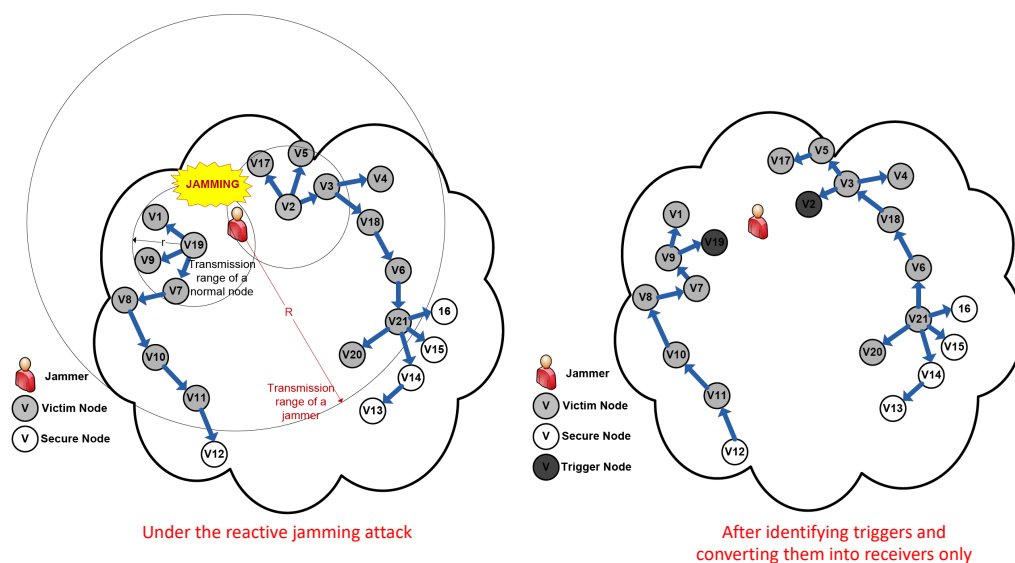 V17
V5
JAMMING
V3
V4
V2
V1
V18
V19
r
V9
Transmission
range of a
normal node
V6
V7
V8
R
V21
16
V15
V20
V10
V14
Transmission
range of a
jammer
V11
V13
V12
Jammer
V
Victim Node
V
Secure Node
Under the reactive jamming attack
V5
V17
V3
V4
V2
V1
V18
V19
V9
V6
V7
V8
16
V21
V15
V20
V10
V14
V11
V13
V12
Jammer
V
Victim Node
V
Secure Node
V
Trigger Node
After identifying triggers and
converting them into receivers only